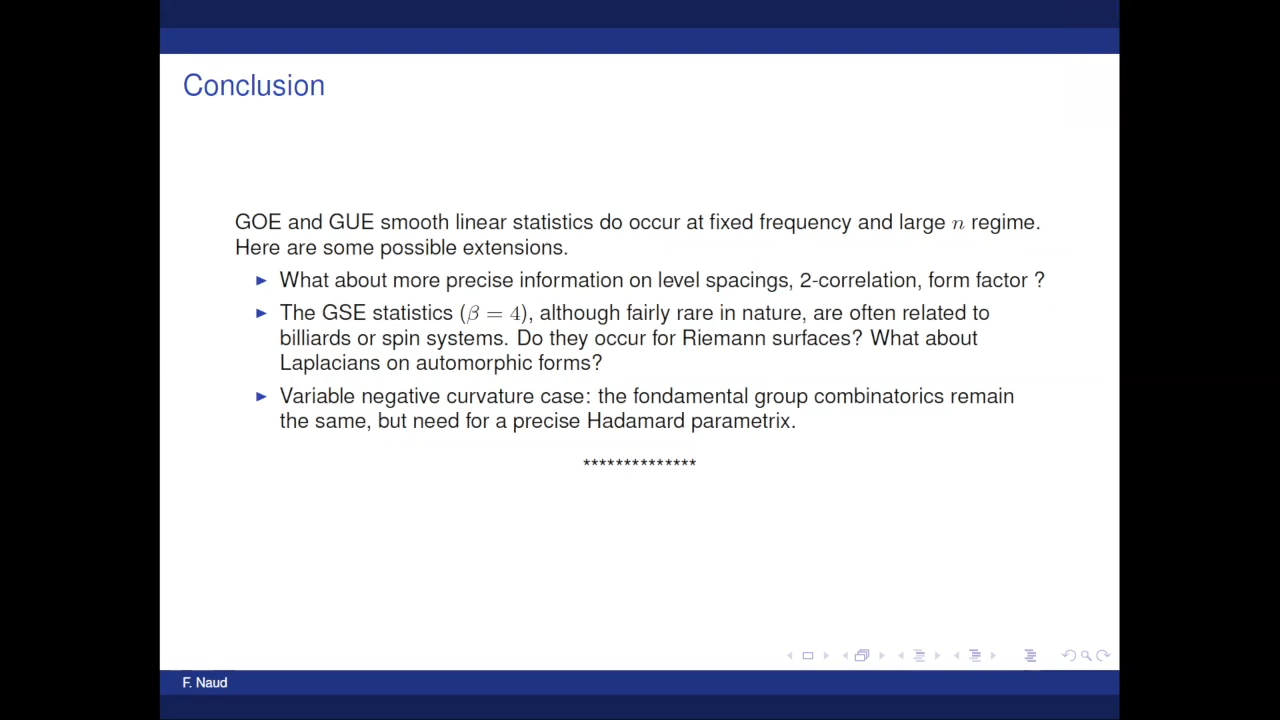 Conclusion
GOE and GUE smooth linear statistics do occur at fixed frequency and large n regime.
Here are some possible extensions.
► What about more precise information on level spacings, 2-correlation, form factor ?
► The GSE statistics (β = 4), although fairly rare in nature, are often related to
billiards or spin systems. Do they occur for Riemann surfaces? What about
Laplacians on automorphic forms?
► Variable negative curvature case: the fundamental group combinatorics remain
the same, but need for a precise Hadamard parametrix.
**************
F. Naud